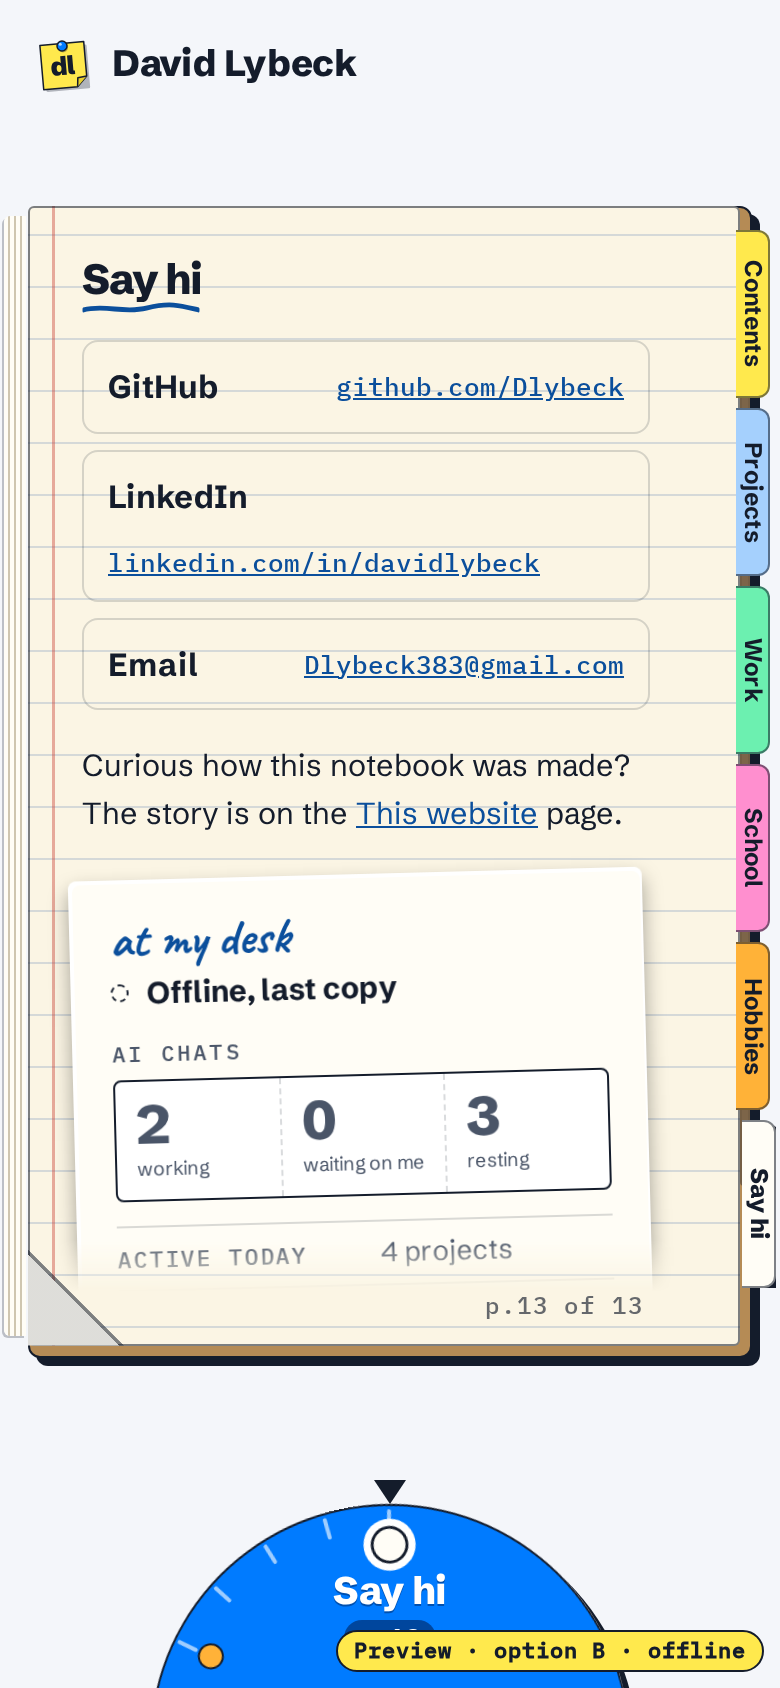 dl
David Lybeck
Say hi
GitHub
github.com/Dlybeck
LinkedIn
linkedin.com/in/davidlybeck
Email
Dlybeck383@gmail.com
Curious how this notebook was made?
The story is on the This website page.
at my desk
Offline, last copy
AI CHATS
2
working
0
waiting on me
3
resting
ACTIVE TODAY
4 projects
p.13 of 13
Contents
Projects
Work
School
Hobbies
Say hi
Say hi
Preview · option B · offline